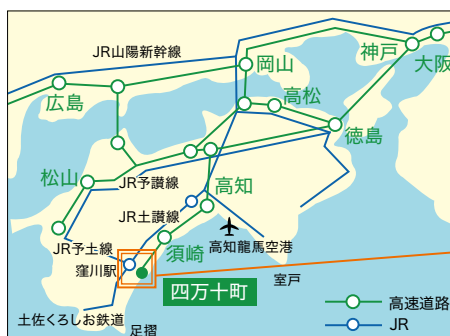 JR山陽新幹線
神戸
大阪
岡山
広島
高松
徳島
松山
JR予讃線
高知
JR土讃線
高知龍馬空港
須崎
JR予土線
窪川駅
室戸
四万十町
高速道路
土佐くろしお鉄道
JR
足摺